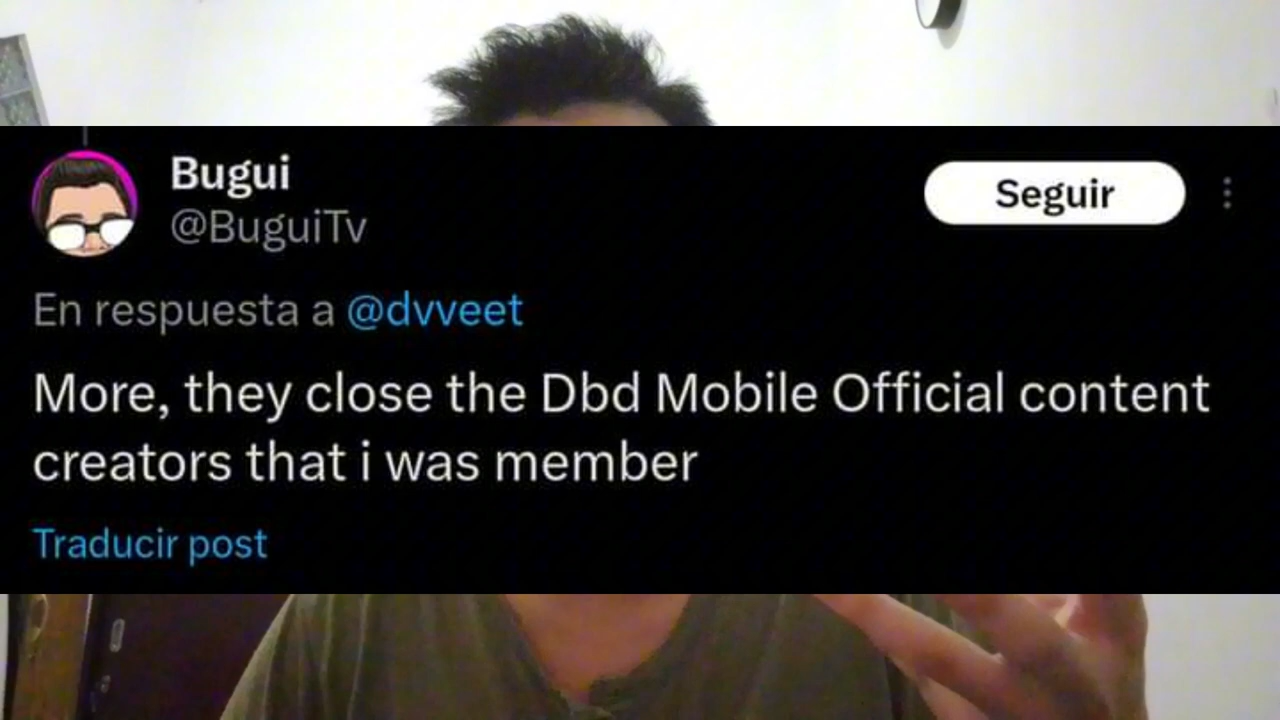 Bugui
Seguir
@BuguiTv
En respuesta a @dvveet
More, they close the Dbd Mobile Official content
creators that i was member
Traducir post